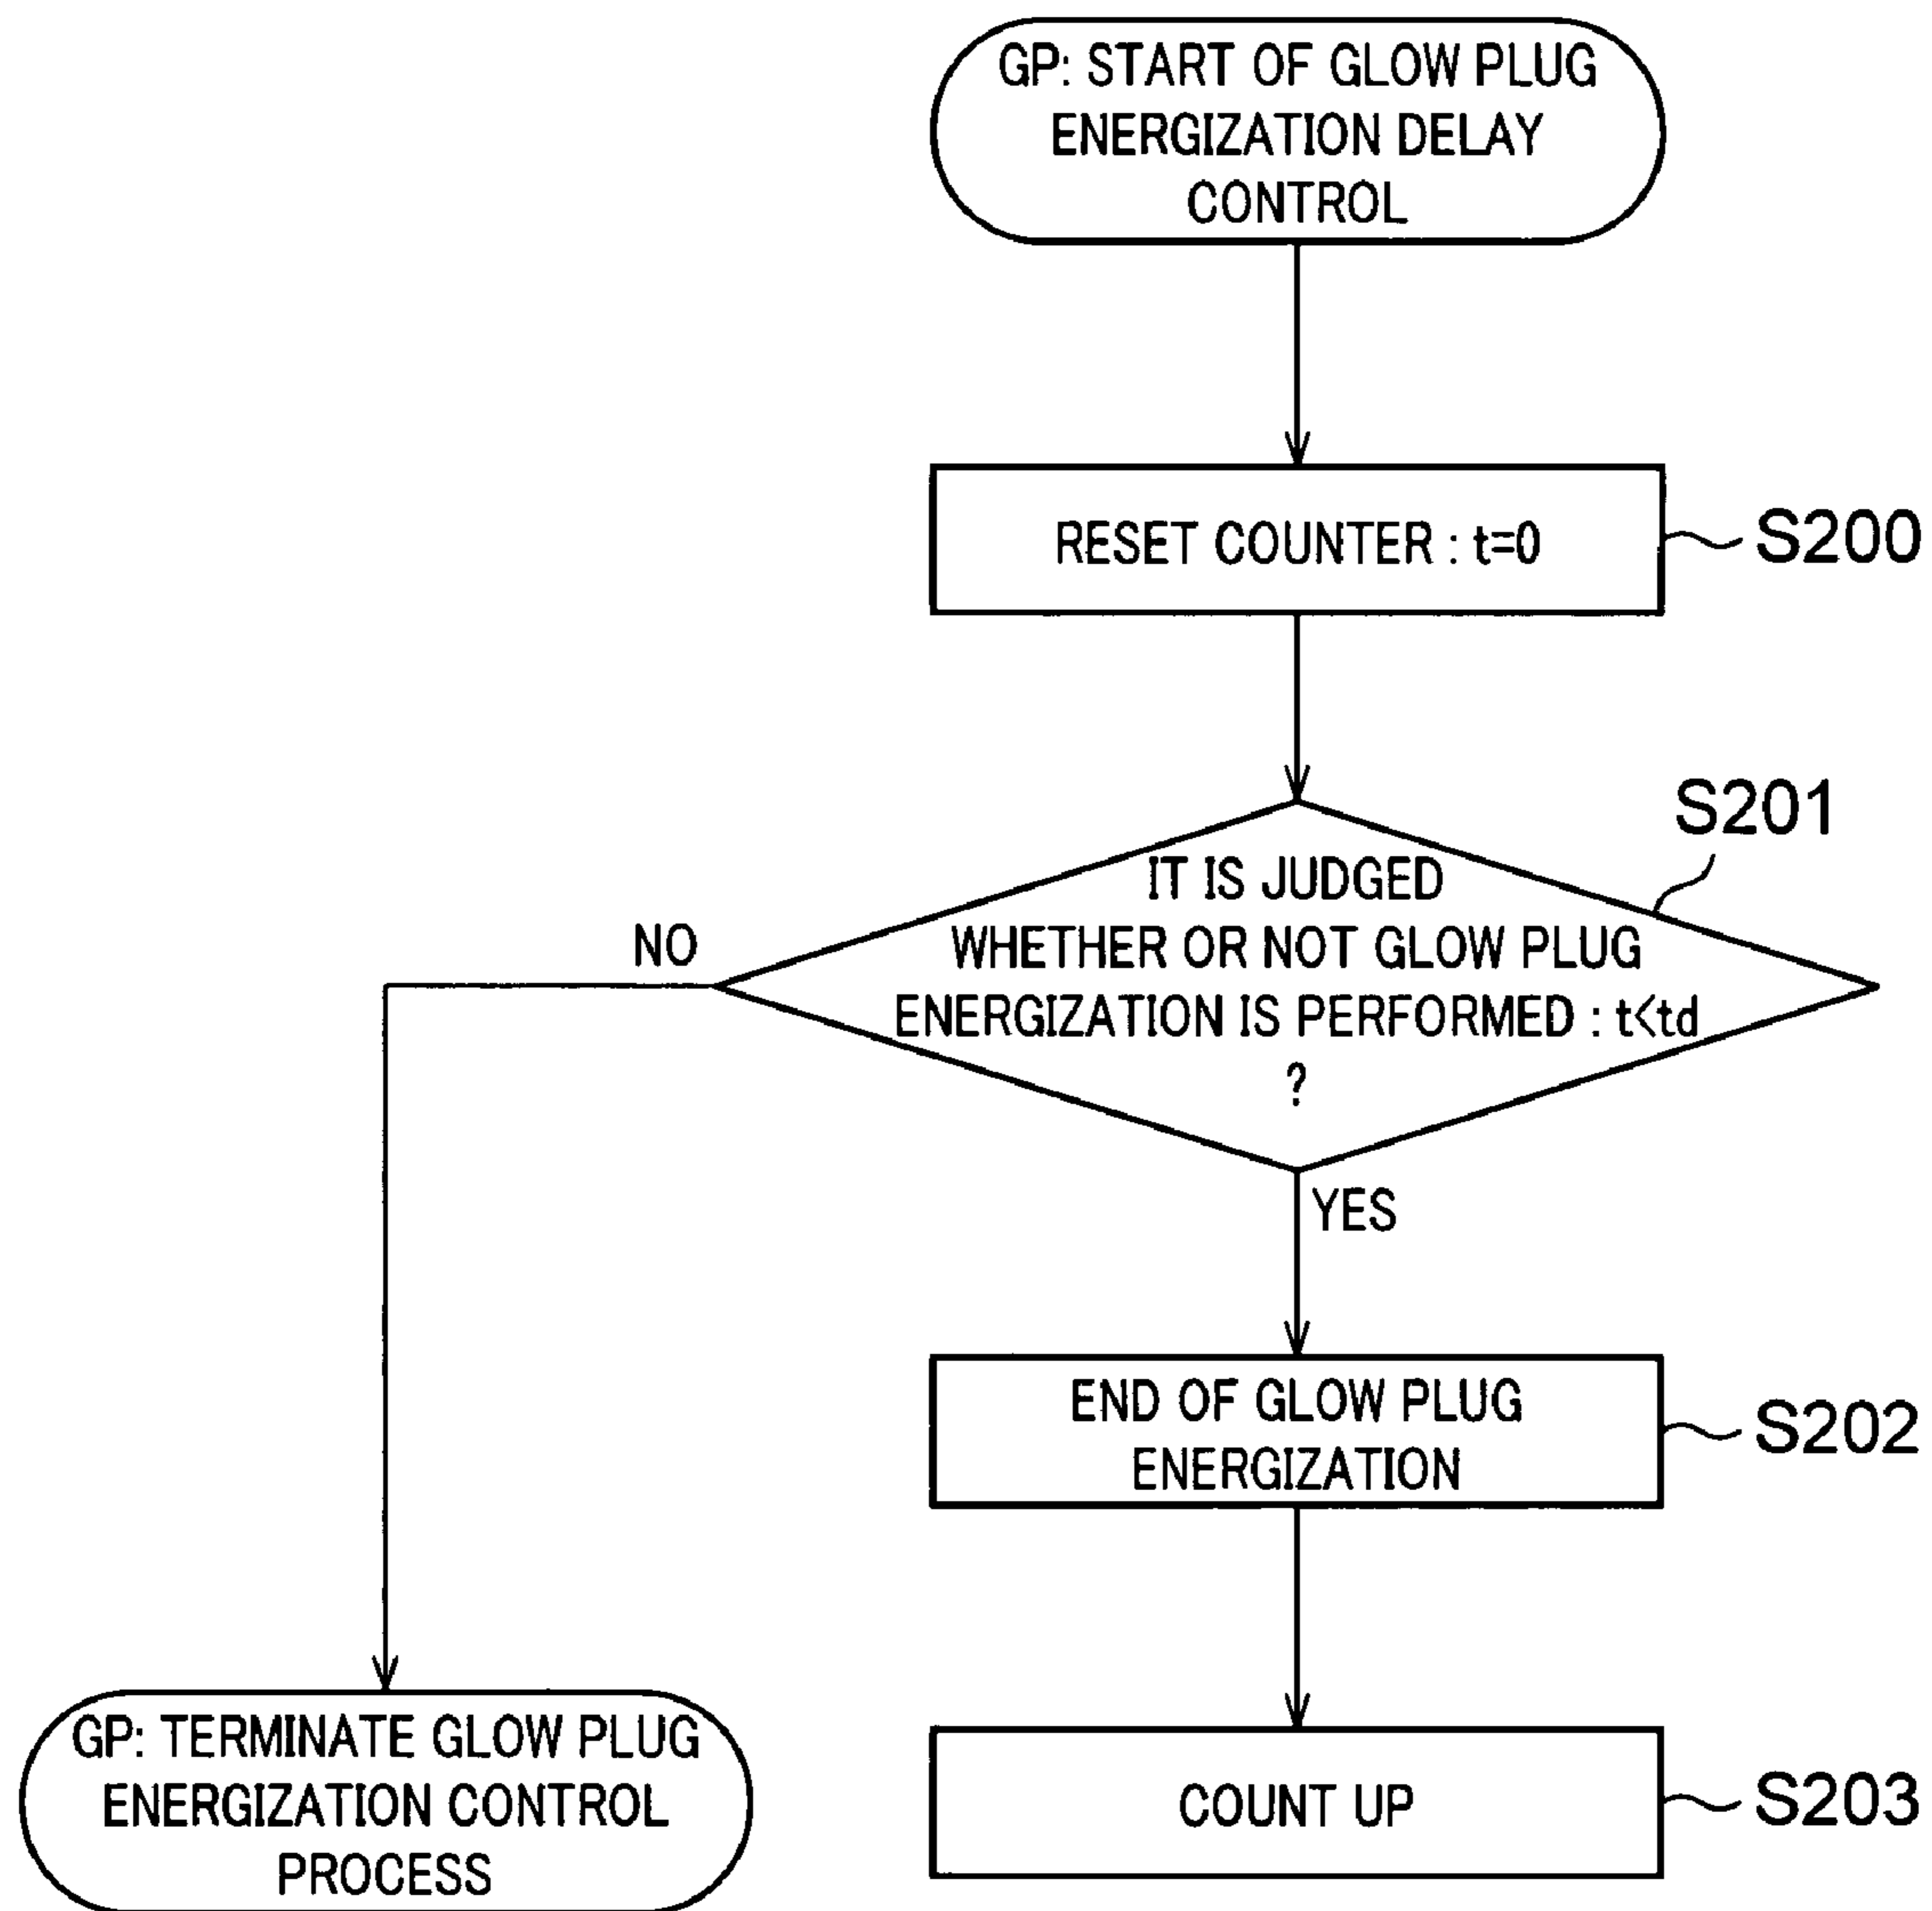 GP: START OF GLOW PLUG
ENERGIZATION DELAY
CONTROL
RESET COUNTER : t=0
S200
S201
IT IS JUDGED
WHETHER OR NOT GLOW PLUG
ENERGIZATION IS PERFORMED : t<td
?
NO
YES
END OF GLOW PLUG
ENERGIZATION
S202
GP: TERMINATE GLOW PLUG
ENERGIZATION CONTROL
PROCESS
COUNT UP
S203